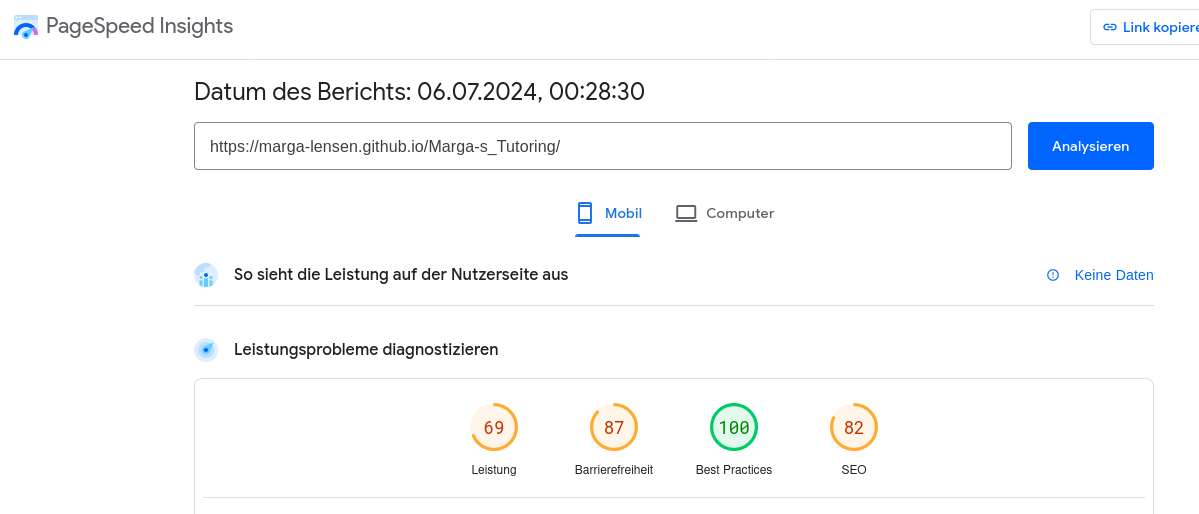 PageSpeed Insights
Link kopiere
Datum des Berichts: 06.07.2024, 00:28:30
https://marga-lensen.github.io/Marga-s_Tutoring/
Analysieren
Mobil
Computer
So sieht die Leistung auf der Nutzerseite aus
Keine Daten
Leistungsprobleme diagnostizieren
69 87 100 82
Leistung Barrierefreiheit Best Practices SEO